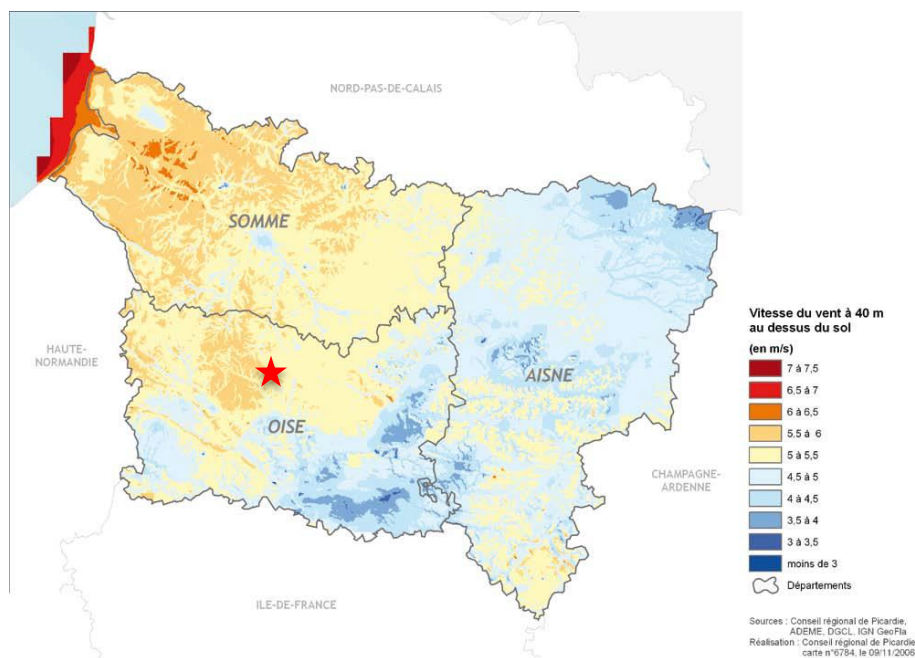 NORD-PAS-DE-CALAIS
SOMME
HAUTE-
NORMANDIE
AISNE
OISE
CHAMPAGNE-
ARDENNE
ILE-DE-FRANCE
Vitesse du vent à 40 m
au dessus du sol
(en m/s)
7 à 7,5
6,5 à 7
6 à 6,5
5,5 à 6
5 à 5,5
4,5 à 5
4 à 4,5
3,5 à 4
3 à 3,5
moins de 3
Départements
Sources : Conseil régional de Picardie,
ADEME, DGCL, IGN GeoFla
Réalisation : Conseil régional de Picardie
carte n°6784, le 09/11/2006